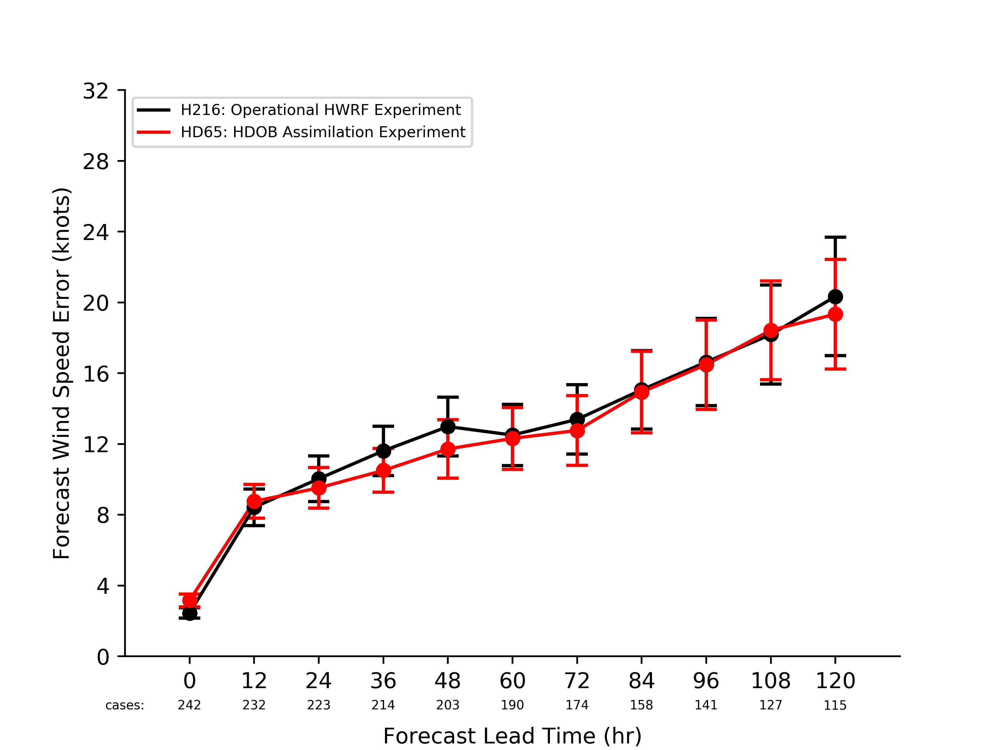 H216: Operational HWRF Experiment
HD65: HDOB Assimilation Experiment
Forecast Wind Speed Error (knots)
32
28
24
20
16
12
8
4
0
0 12 24 36 48 60 72 84 96 108 120
cases: 242 232 223 214 203 190 174 158 141 127 115
Forecast Lead Time (hr)